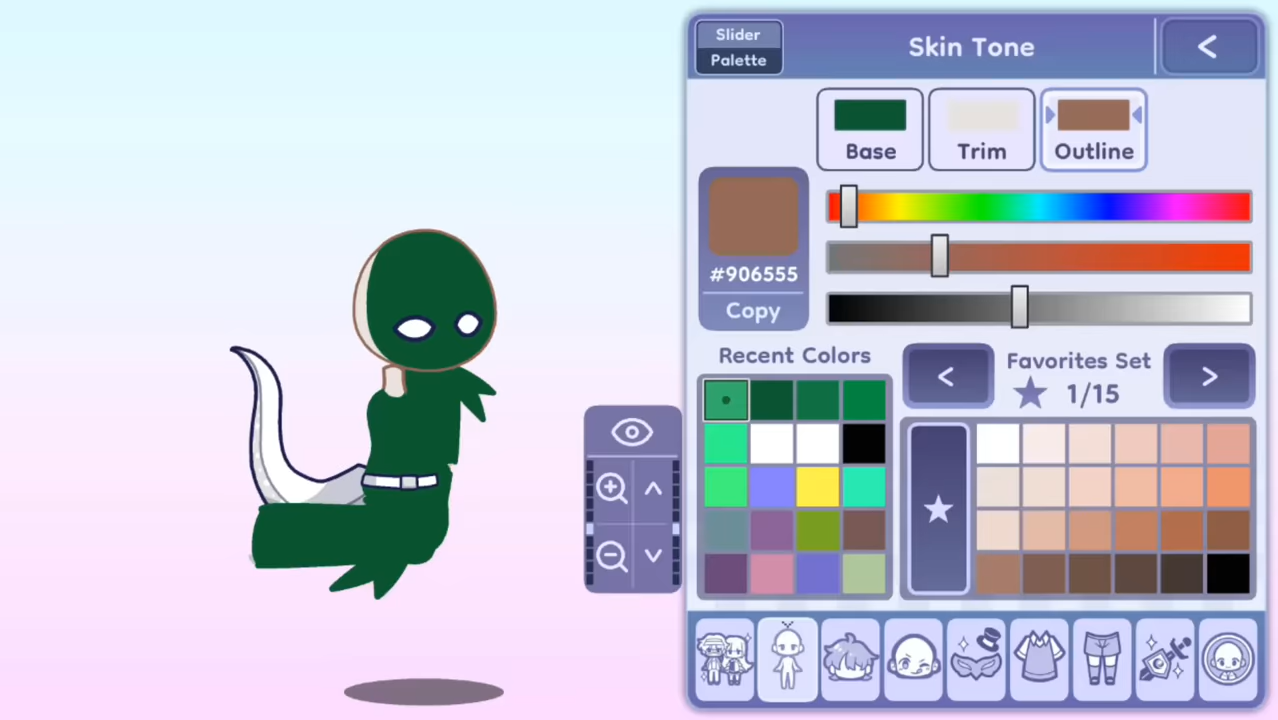 Slider
Palette
Skin Tone
<
Base
Trim
Outline
#906555
Copy
Recent Colors
<
Favorites Set
1/15
>